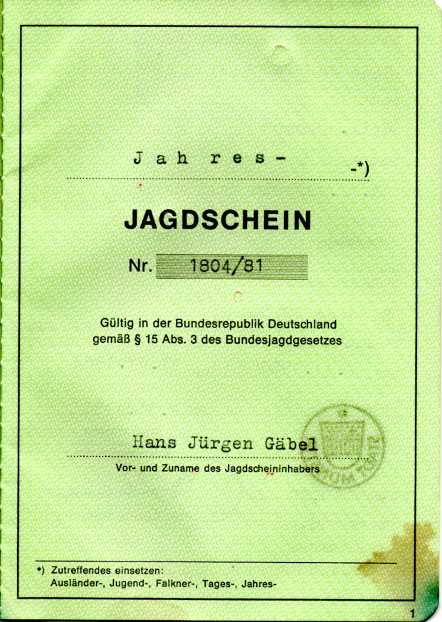 Jahres-
-*)
JAGDSCHEIN
Nr. 1804/81
Gültig in der Bundesrepublik Deutschland
gemäß § 15 Abs. 3 des Bundesjagdgesetzes
Hans Jürgen Gäbel
Vor- und Zuname des Jagdscheininhabers
*) Zutreffendes einsetzen:
Ausländer-, Jugend-, Falkner-, Tages-, Jahres-
1